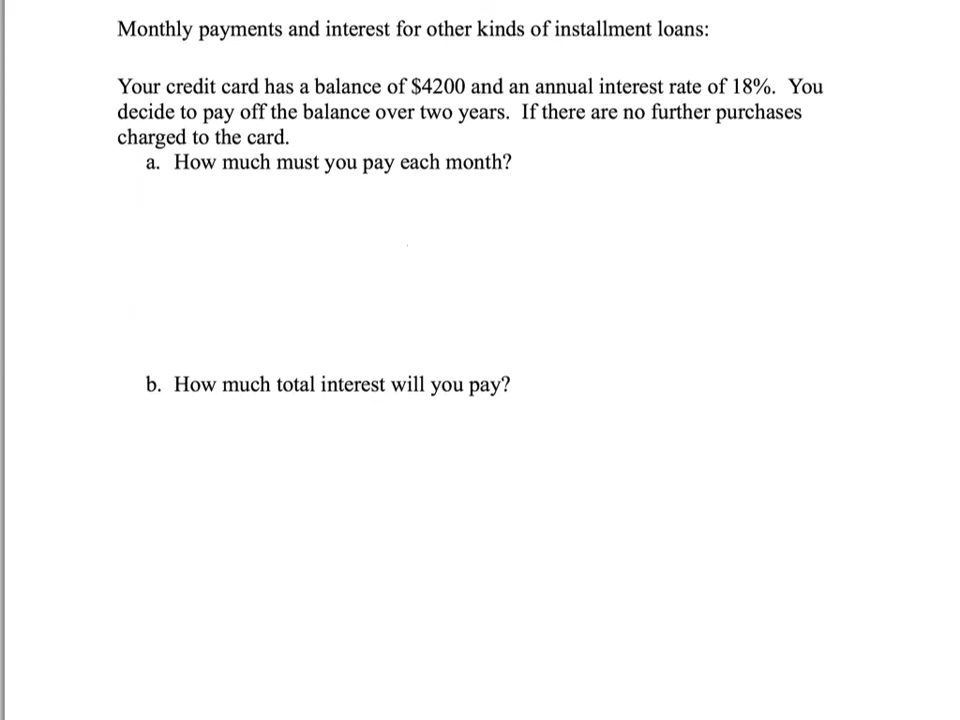 Monthly payments and interest for other kinds of installment loans:
Your credit card has a balance of $4200 and an annual interest rate of 18%. You
decide to pay off the balance over two years. If there are no further purchases
charged to the card.
a. How much must you pay each month?
b. How much total interest will you pay?